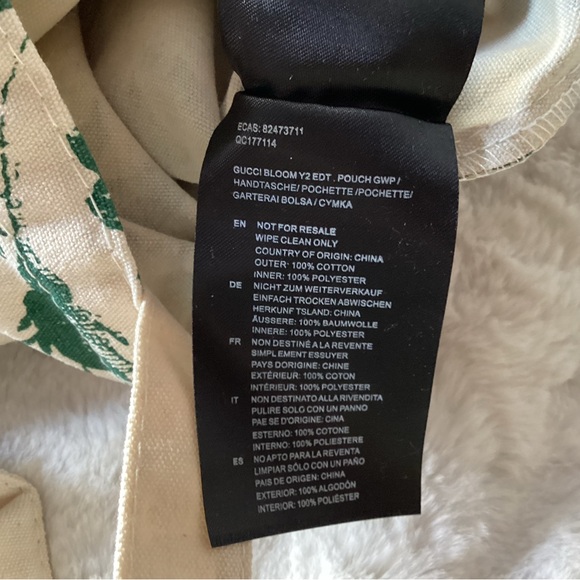 ECAS: 82473711
QC177114
GUCCI BLOOM Y2 EDT . POUCH GWP /
HANDTASCHE/ POCHETTE /POCHETTE/
GARTERAI BOLSA / CYMKA
EN NOT FOR RESALE
WIPE CLEAN ONLY
COUNTRY OF ORIGIN: CHINA
OUTER: 100% COTTON
INNER: 100% POLYESTER
DE NICHT ZUM WEITERVERKAUF
EINFACH TROCKEN ABWISCHEN
HERKUNF TSLAND: CHINA
ÄUSSERE: 100% BAUMWOLLE
INNERE: 100% POLYESTER
FR NON DESTINÉ A LA REVENTE
SIMPLEMENT ESSUYER
PAYS D'ORIGINE: CHINE
EXTÉRIEUR: 100% COTON
INTÉRIEUR: 100% POLYESTER
IT NON DESTINATO ALLA RIVENDITA
PULIRE SOLO CON UN PANNO
PAE SE D'ORIGINE: CINA
ESTERNO: 100% COTONE
INTERNO: 100% POLIESTERE
ES NO APTO PARA LA REVENTA
LIMPIAR SÓLO CON UN PAÑO
PAIS DE ORIGEN: CHINA
EXTERIOR: 100% ALGODÓN
INTERIOR: 100% POLIÉSTER